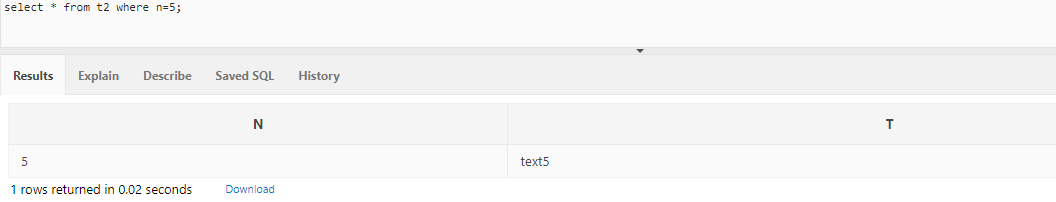 select * from t2 where n=5;
Results Explain Describe Saved SQL History
N T
5 text5
1 rows returned in 0.02 seconds Download